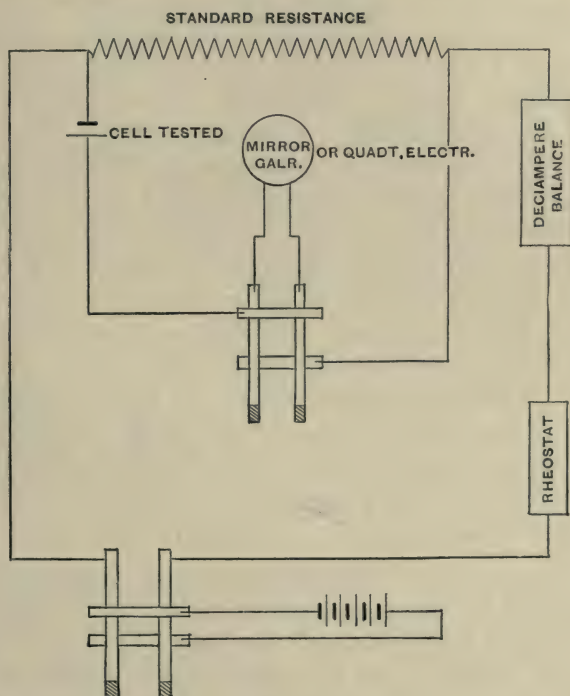 STANDARD RESISTANCE
CELL TESTED
MIRROR
GALR.
OR QUADT, ELECTR.
DECIAMPERE
BALANCE
RHEOSTAT